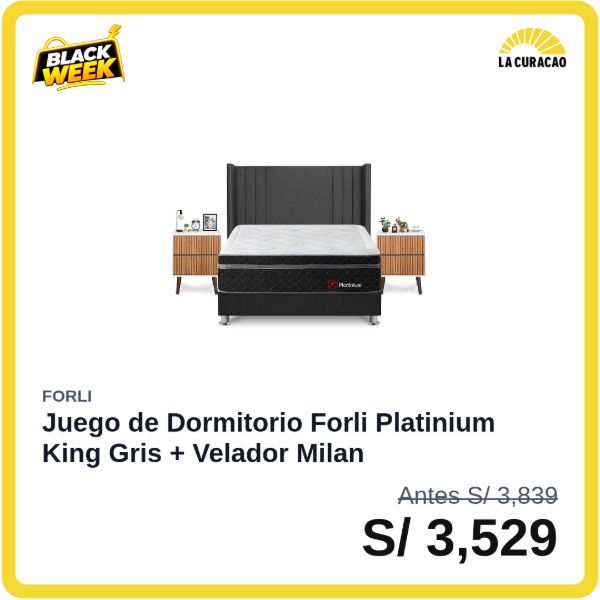 BLACK
WEEK
LA CURACAO
Platinium
FORLI
Juego de Dormitorio Forli Platinium
King Gris + Velador Milan
Antes S/ 3,839
S/ 3,529